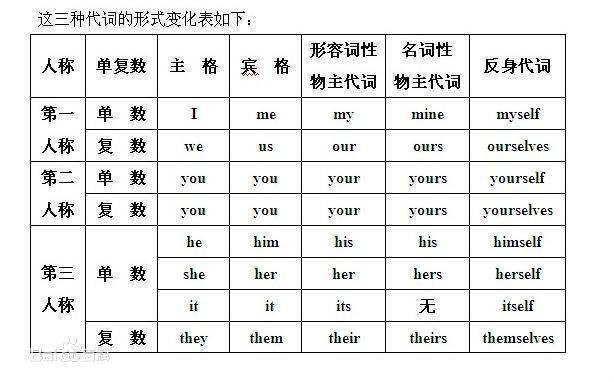 这三种代词的形式变化表如下：
人称 单复数 主 格 宾 格 形容词性物主代词 名词性物主代词 反身代词
第一人称 单 数 I me my mine myself
复 数 we us our ours ourselves
第二人称 单 数 you you your yours yourself
复 数 you you your yours yourselves
第三人称 单 数 he him his his himself
she her her hers herself
it it its 无 itself
复 数 they them their theirs themselves
Baidu百科